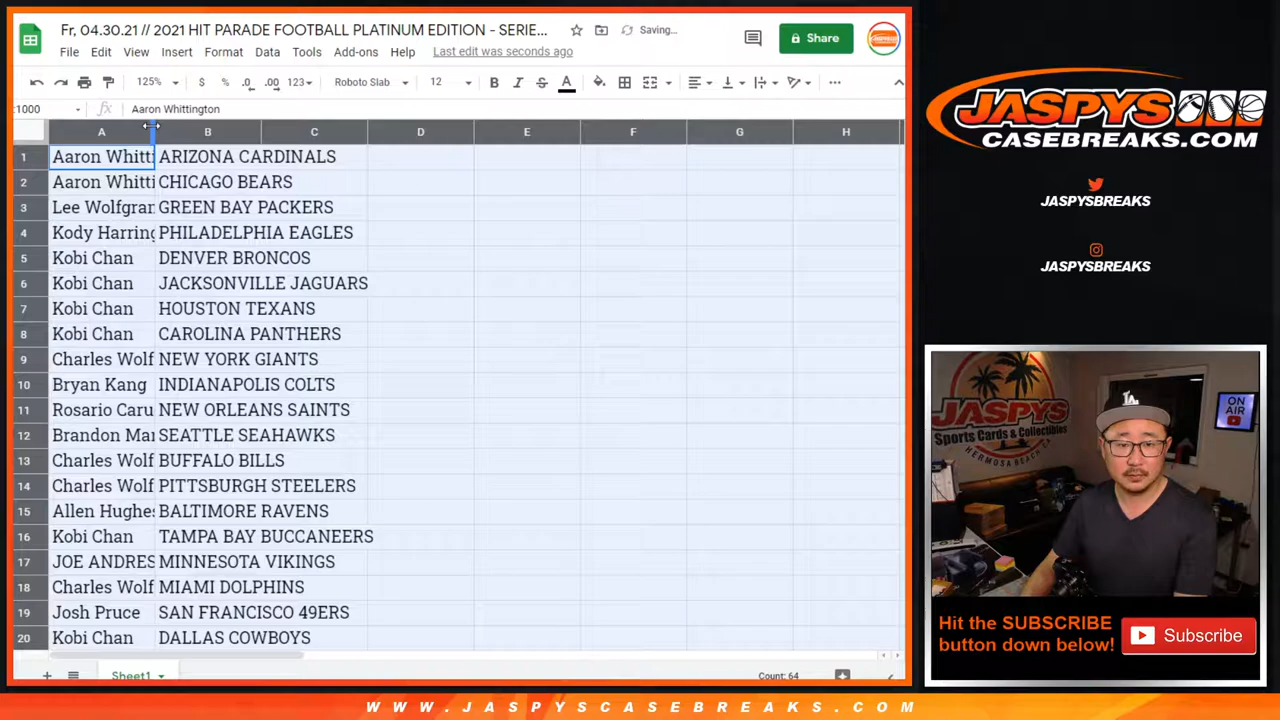 Fr, 04.30.21 // 2021 HIT PARADE FOOTBALL PLATINUM EDITION - SERIE...
Saving...
File Edit View Insert Format Data Tools Add-ons Help Last edit was seconds ago
Share
125% $ % .0 .00 123 Roboto Slab 12 B I S A
:1000 fx Aaron Whittington
A B C D E F G H
1 Aaron Whitti ARIZONA CARDINALS
2 Aaron Whitti CHICAGO BEARS
3 Lee Wolfgran GREEN BAY PACKERS
4 Kody Harring PHILADELPHIA EAGLES
5 Kobi Chan DENVER BRONCOS
6 Kobi Chan JACKSONVILLE JAGUARS
7 Kobi Chan HOUSTON TEXANS
8 Kobi Chan CAROLINA PANTHERS
9 Charles Wolf NEW YORK GIANTS
10 Bryan Kang INDIANAPOLIS COLTS
11 Rosario Caru NEW ORLEANS SAINTS
12 Brandon Mar SEATTLE SEAHAWKS
13 Charles Wolf BUFFALO BILLS
14 Charles Wolf PITTSBURGH STEELERS
15 Allen Hughes BALTIMORE RAVENS
16 Kobi Chan TAMPA BAY BUCCANEERS
17 JOE ANDRES MINNESOTA VIKINGS
18 Charles Wolf MIAMI DOLPHINS
19 Josh Pruce SAN FRANCISCO 49ERS
20 Kobi Chan DALLAS COWBOYS
Sheet1
Count: 64
JASPYS
CASEBREAKS.COM
JASPYSBREAKS
JASPYSBREAKS
JASPYS
Sports Cards & Collectibles
HERMOSA BEACH, CA
LA
ON
AIR
Hit the SUBSCRIBE
button down below!
Subscribe
WWW.JASPYSCASEBREAKS.COM